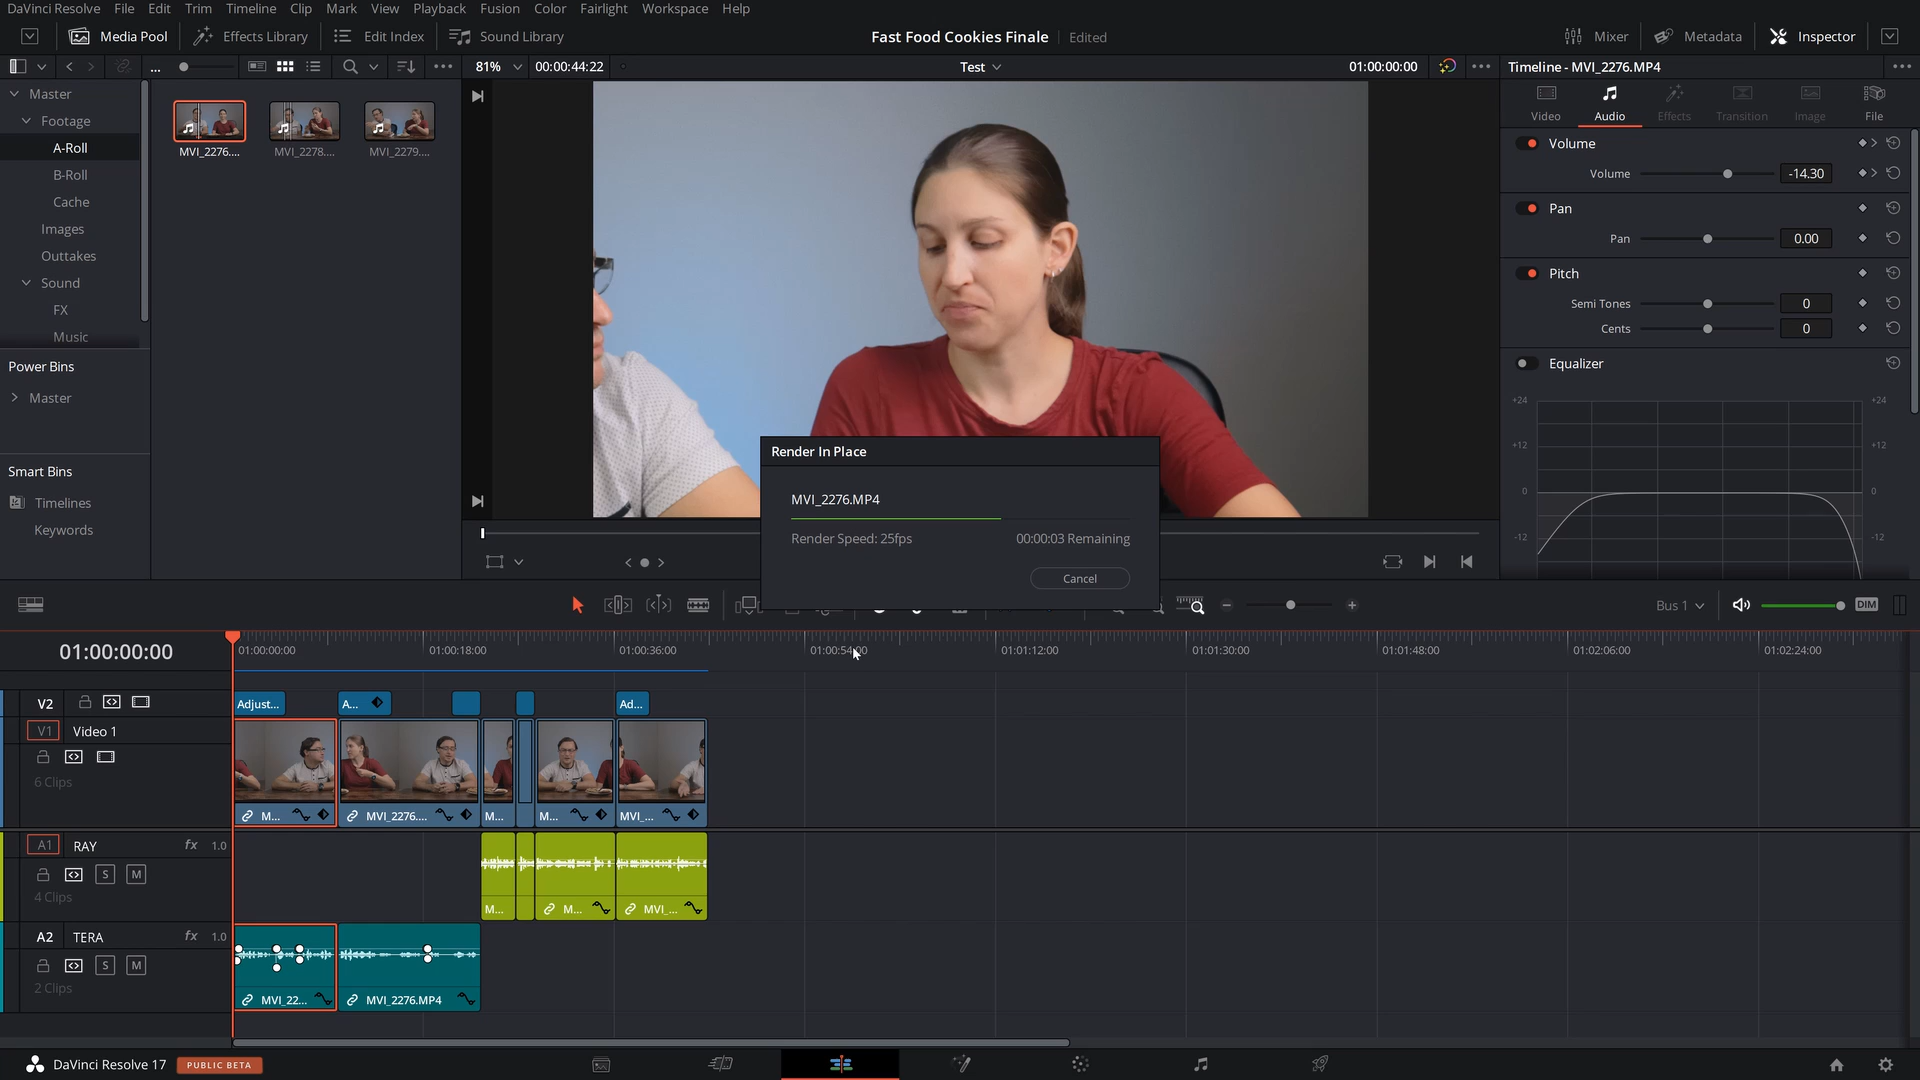 DaVinci Resolve File Edit Trim Timeline Clip Mark View Playback Fusion Color Fairlight Workspace Help
Media Pool Effects Library Edit Index Sound Library Fast Food Cookies Finale Edited Mixer Metadata Inspector
... 81% 00:00:44:22 Test 01:00:00:00 Timeline - MVI_2276.MP4
Master
Footage
A-Roll
B-Roll
Cache
Images
Outtakes
Sound
FX
Music
Power Bins
Master
Smart Bins
Timelines
Keywords
MVI_2276.... MVI_2278.... MVI_2279....
Video Audio Effects Transition Image File
Volume
Volume -14.30
Pan
Pan 0.00
Pitch
Semi Tones 0
Cents 0
Equalizer
+24 +24
+12 +12
0 0
-12 -12
Render In Place
MVI_2276.MP4
Render Speed: 25fps 00:00:03 Remaining
Cancel
Bus 1 DIM
01:00:00:00
01:00:00:00 01:00:18:00 01:00:36:00 01:00:54:00 01:01:12:00 01:01:30:00 01:01:48:00 01:02:06:00 01:02:24:00
V2 Adjust... A... Ad...
V1 Video 1
6 Clips
M... MVI_2276.... M... M... MVI_...
A1 RAY fx 1.0
S M
4 Clips
M... M... MVI_...
A2 TERA fx 1.0
S M
2 Clips
MVI_22... MVI_2276.MP4
DaVinci Resolve 17 PUBLIC BETA